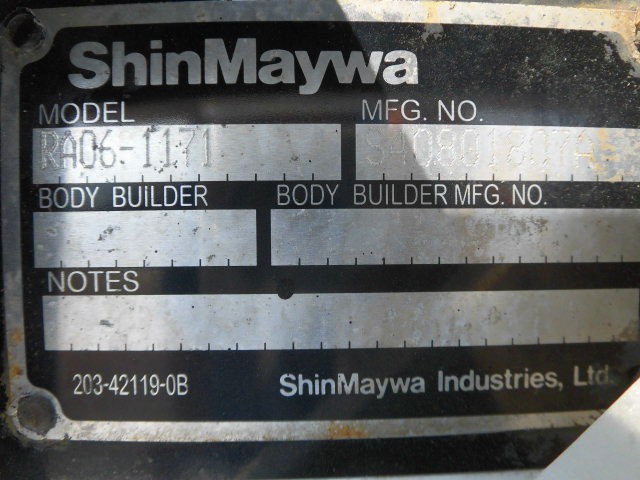 ShinMaywa
MODEL MFG. NO.
RA06-1171
BODY BUILDER BODY BUILDER MFG. NO.
NOTES
203-42119-0B ShinMaywa Industries, Ltd.